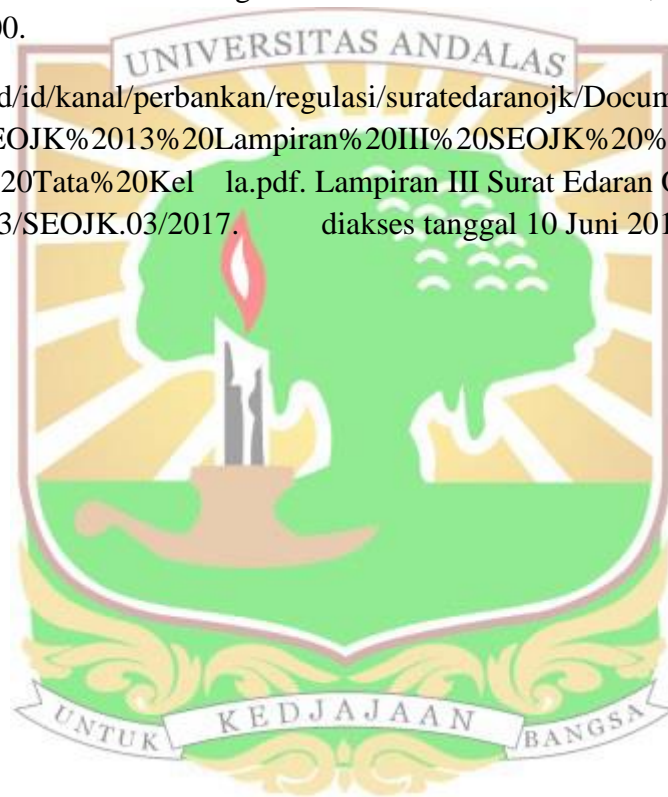 00.
UNIVERSITAS ANDALAS
d/id/kanal/perbankan/regulasi/suratedaranojk/Docum
EOJK%2013%20Lampiran%20III%20SEOJK%20%
20Tata%20Kel la.pdf. Lampiran III Surat Edaran
3/SEOJK.03/2017. diakses tanggal 10 Juni 201
UNTUK KEDJAJAAN BANGSA